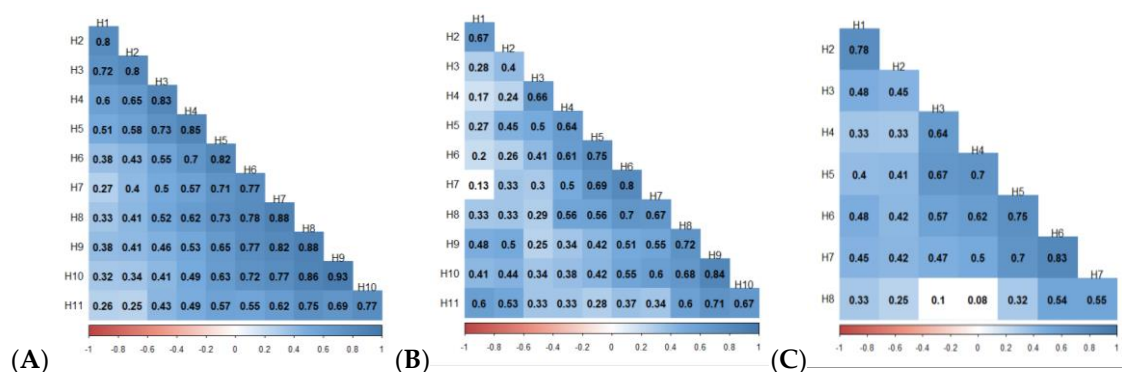 H1
H2 0.8 H2
H3 0.72 0.8 H3
H4 0.6 0.65 0.83 H4
H5 0.51 0.58 0.73 0.85 H5
H6 0.38 0.43 0.55 0.7 0.82 H6
H7 0.27 0.4 0.5 0.57 0.71 0.77 H7
H8 0.33 0.41 0.52 0.62 0.73 0.78 0.88 H8
H9 0.38 0.41 0.46 0.53 0.65 0.77 0.82 0.88 H9
H10 0.32 0.34 0.41 0.49 0.63 0.72 0.77 0.86 0.93 H10
H11 0.26 0.25 0.43 0.49 0.57 0.55 0.62 0.75 0.69 0.77
-1 -0.8 -0.6 -0.4 -0.2 0 0.2 0.4 0.6 0.8 1
(A)
H1
H2 0.67 H2
H3 0.28 0.4 H3
H4 0.17 0.24 0.66 H4
H5 0.27 0.45 0.5 0.64 H5
H6 0.2 0.26 0.41 0.61 0.75 H6
H7 0.13 0.33 0.3 0.5 0.69 0.8 H7
H8 0.33 0.33 0.29 0.56 0.56 0.7 0.67 H8
H9 0.48 0.5 0.25 0.34 0.42 0.51 0.55 0.72 H9
H10 0.41 0.44 0.34 0.38 0.42 0.55 0.6 0.68 0.84 H10
H11 0.6 0.53 0.33 0.33 0.28 0.37 0.34 0.6 0.71 0.67
-1 -0.8 -0.6 -0.4 -0.2 0 0.2 0.4 0.6 0.8 1
(B)
H1
H2 0.78 H2
H3 0.48 0.45 H3
H4 0.33 0.33 0.64 H4
H5 0.4 0.41 0.67 0.7 H5
H6 0.48 0.42 0.57 0.62 0.75 H6
H7 0.45 0.42 0.47 0.5 0.7 0.83 H7
H8 0.33 0.25 0.1 0.08 0.32 0.54 0.55
-1 -0.8 -0.6 -0.4 -0.2 0 0.2 0.4 0.6 0.8 1
(C)